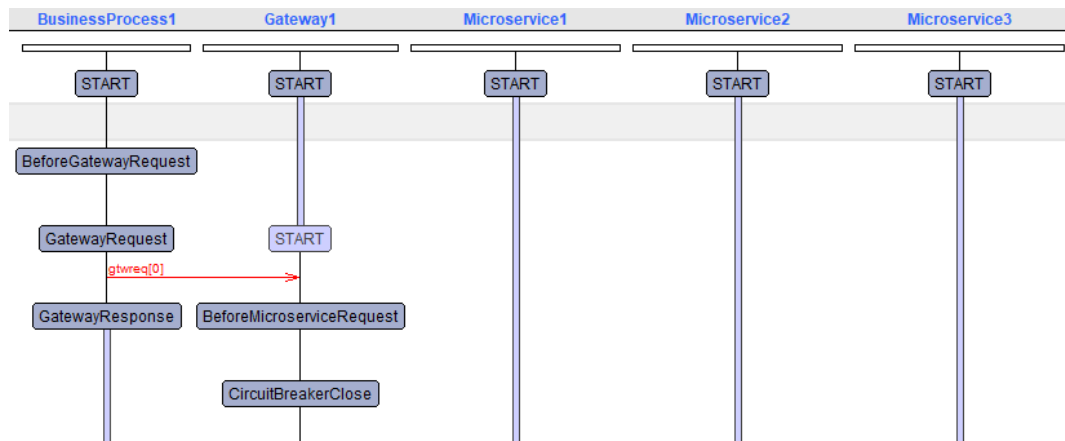 BusinessProcess1 Gateway1 Microservice1 Microservice2 Microservice3
START START START START START
BeforeGatewayRequest
GatewayRequest START
gtwreq[0]
GatewayResponse BeforeMicroserviceRequest
CircuitBreakerClose